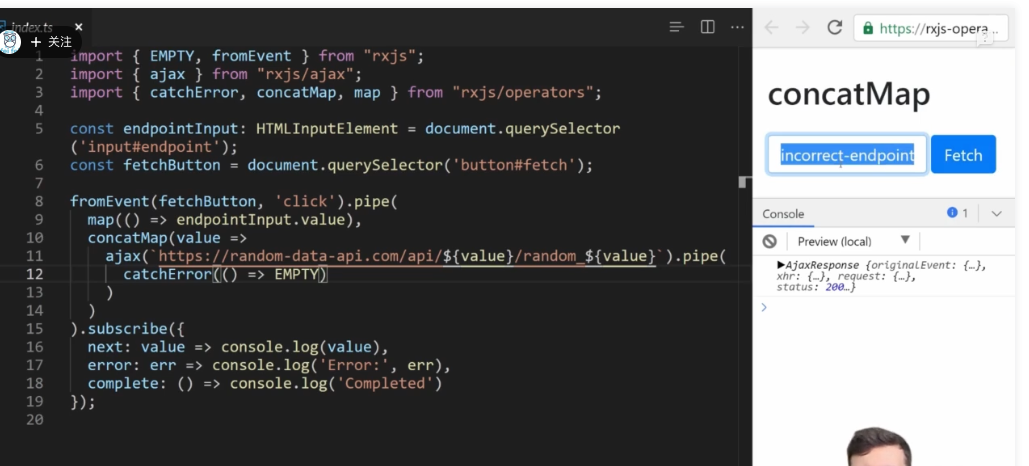 index.ts ×
+ 关注
1 import { EMPTY, fromEvent } from "rxjs";
2 import { ajax } from "rxjs/ajax";
3 import { catchError, concatMap, map } from "rxjs/operators";
4
5 const endpointInput: HTMLInputElement = document.querySelector
('input#endpoint');
6 const fetchButton = document.querySelector('button#fetch');
7
8 fromEvent(fetchButton, 'click').pipe(
9 map(() => endpointInput.value),
10 concatMap(value =>
11 ajax(`https://random-data-api.com/api/${value}/random_${value}`).pipe(
12 catchError(() => EMPTY)
13 )
14 )
15 ).subscribe({
16 next: value => console.log(value),
17 error: err => console.log('Error:', err),
18 complete: () => console.log('Completed')
19 });
20
https://rxjs-opera...
concatMap
incorrect-endpoint Fetch
Console 1
Preview (local) ▼
▶AjaxResponse {originalEvent: {…},
xhr: {…}, request: {…},
status: 200…}